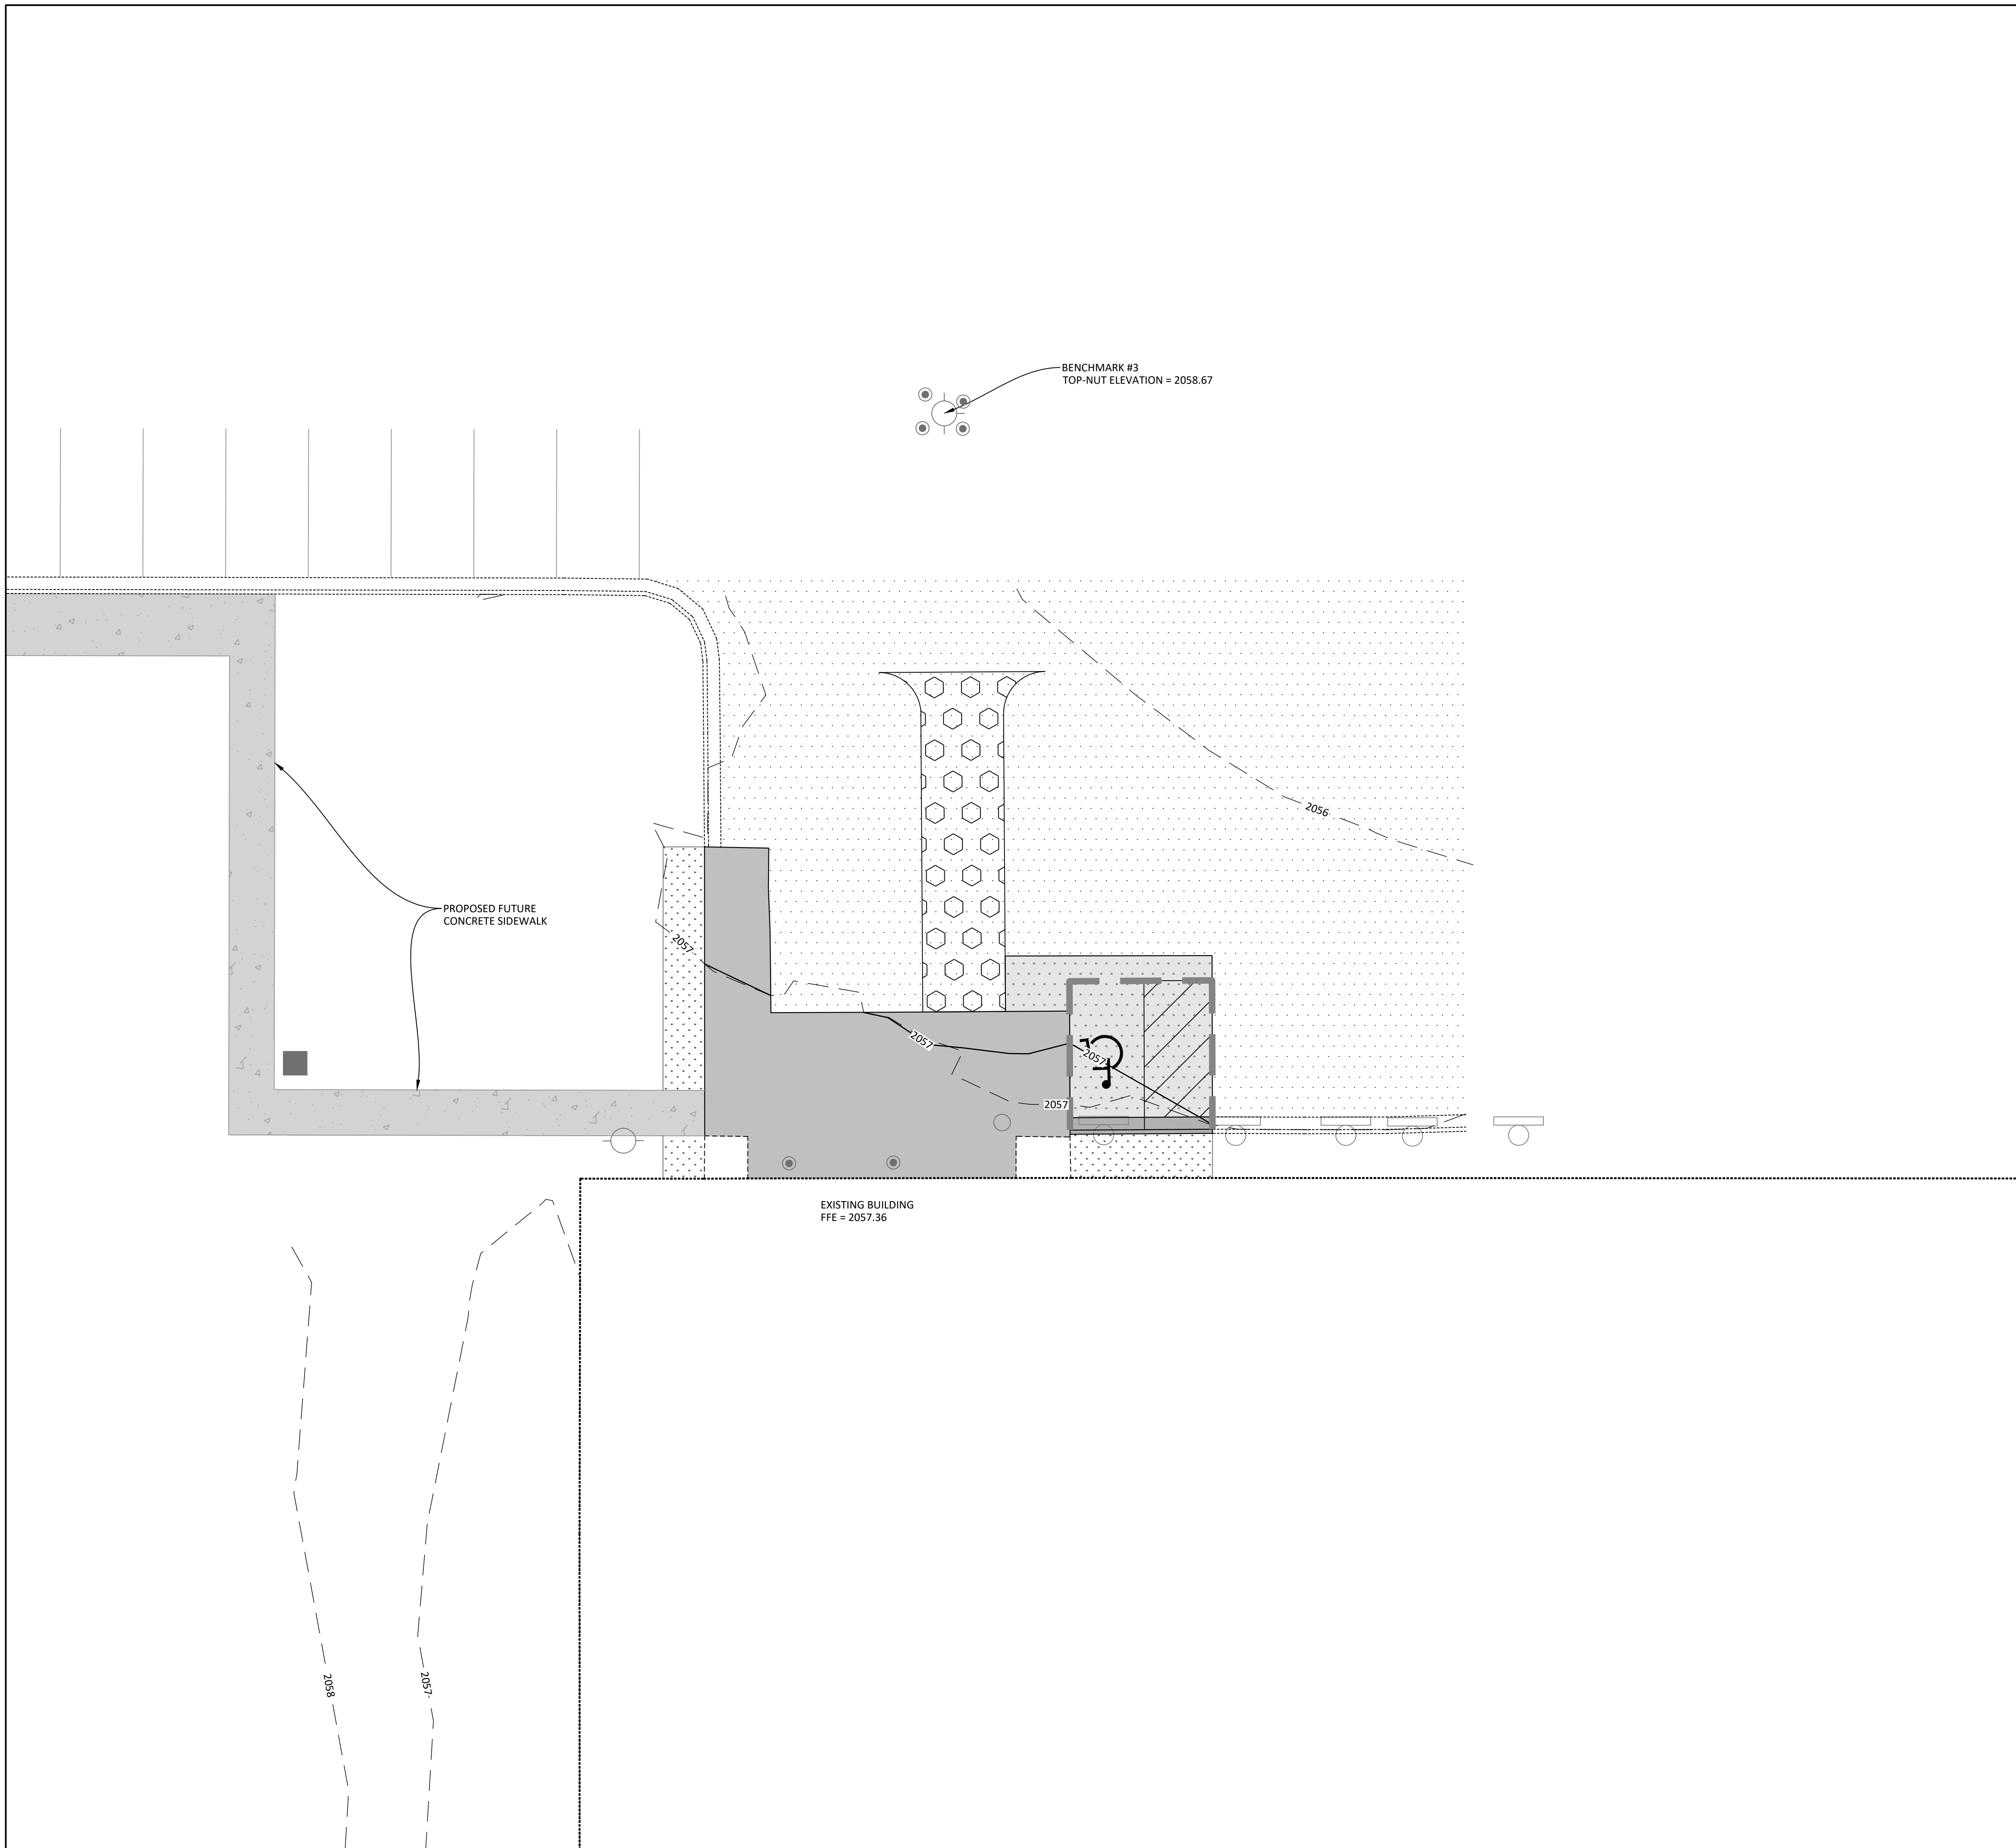 BENCHMARK #3
TOP-NUT ELEVATION = 2058.67
2056
PROPOSED FUTURE
CONCRETE SIDEWALK
2057
2057
2057
2057
EXISTING BUILDING
FFE = 2057.36
2058
2057